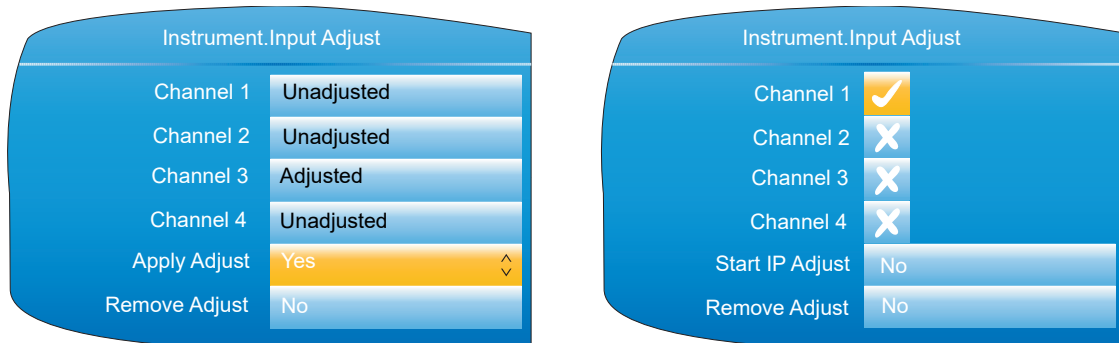 Instrument.Input Adjust
Channel 1 Unadjusted
Channel 2 Unadjusted
Channel 3 Adjusted
Channel 4 Unadjusted
Apply Adjust Yes
Remove Adjust No
Instrument.Input Adjust
Channel 1
Channel 2
Channel 3
Channel 4
Start IP Adjust No
Remove Adjust No